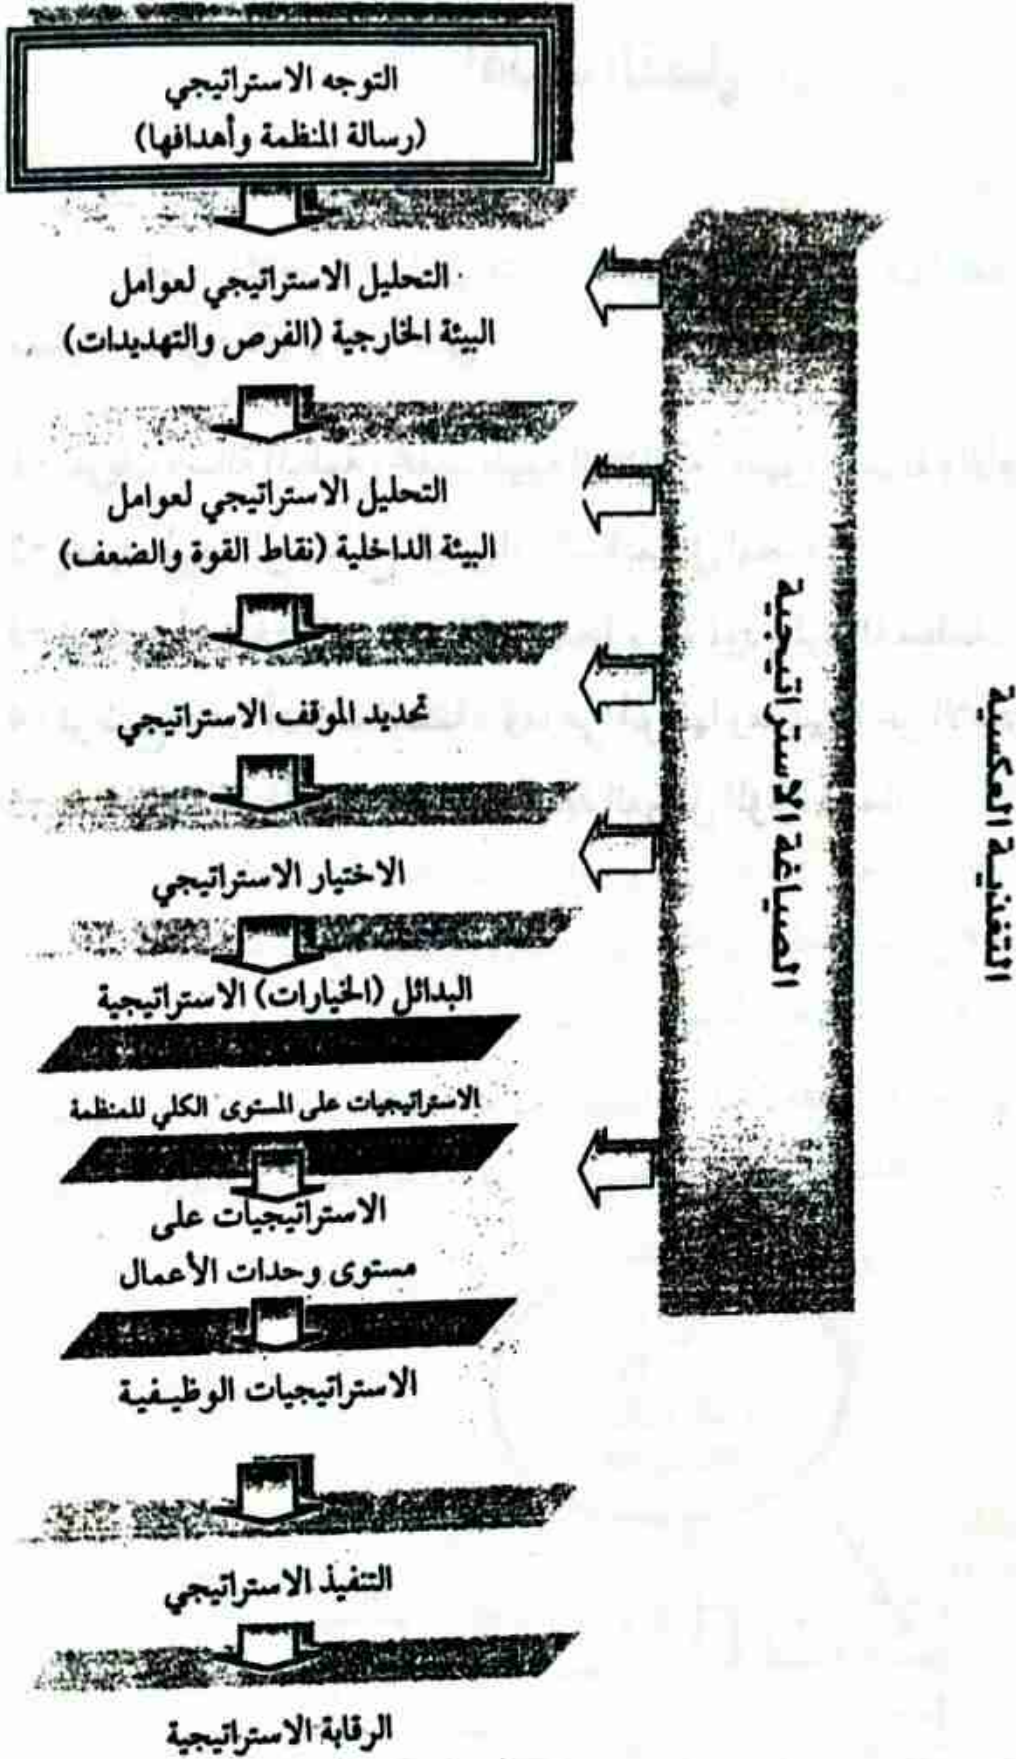 التوجه الاستراتيجي
(رسالة المنظمة وأهدافها)
التحليل الاستراتيجي لعوامل
البيئة الخارجية (الفرص والتهديدات)
التحليل الاستراتيجي لعوامل
البيئة الداخلية (نقاط القوة والضعف)
تحديد الموقف الاستراتيجي
الاختيار الاستراتيجي
البدائل (الخيارات) الاستراتيجية
الاستراتيجيات على المستوى الكلي للمنظمة
الاستراتيجيات على
مستوى وحدات الأعمال
الاستراتيجيات الوظيفية
التنفيذ الاستراتيجي
الرقابة الاستراتيجية
الصياغة الاستراتيجية
التغذية العكسية